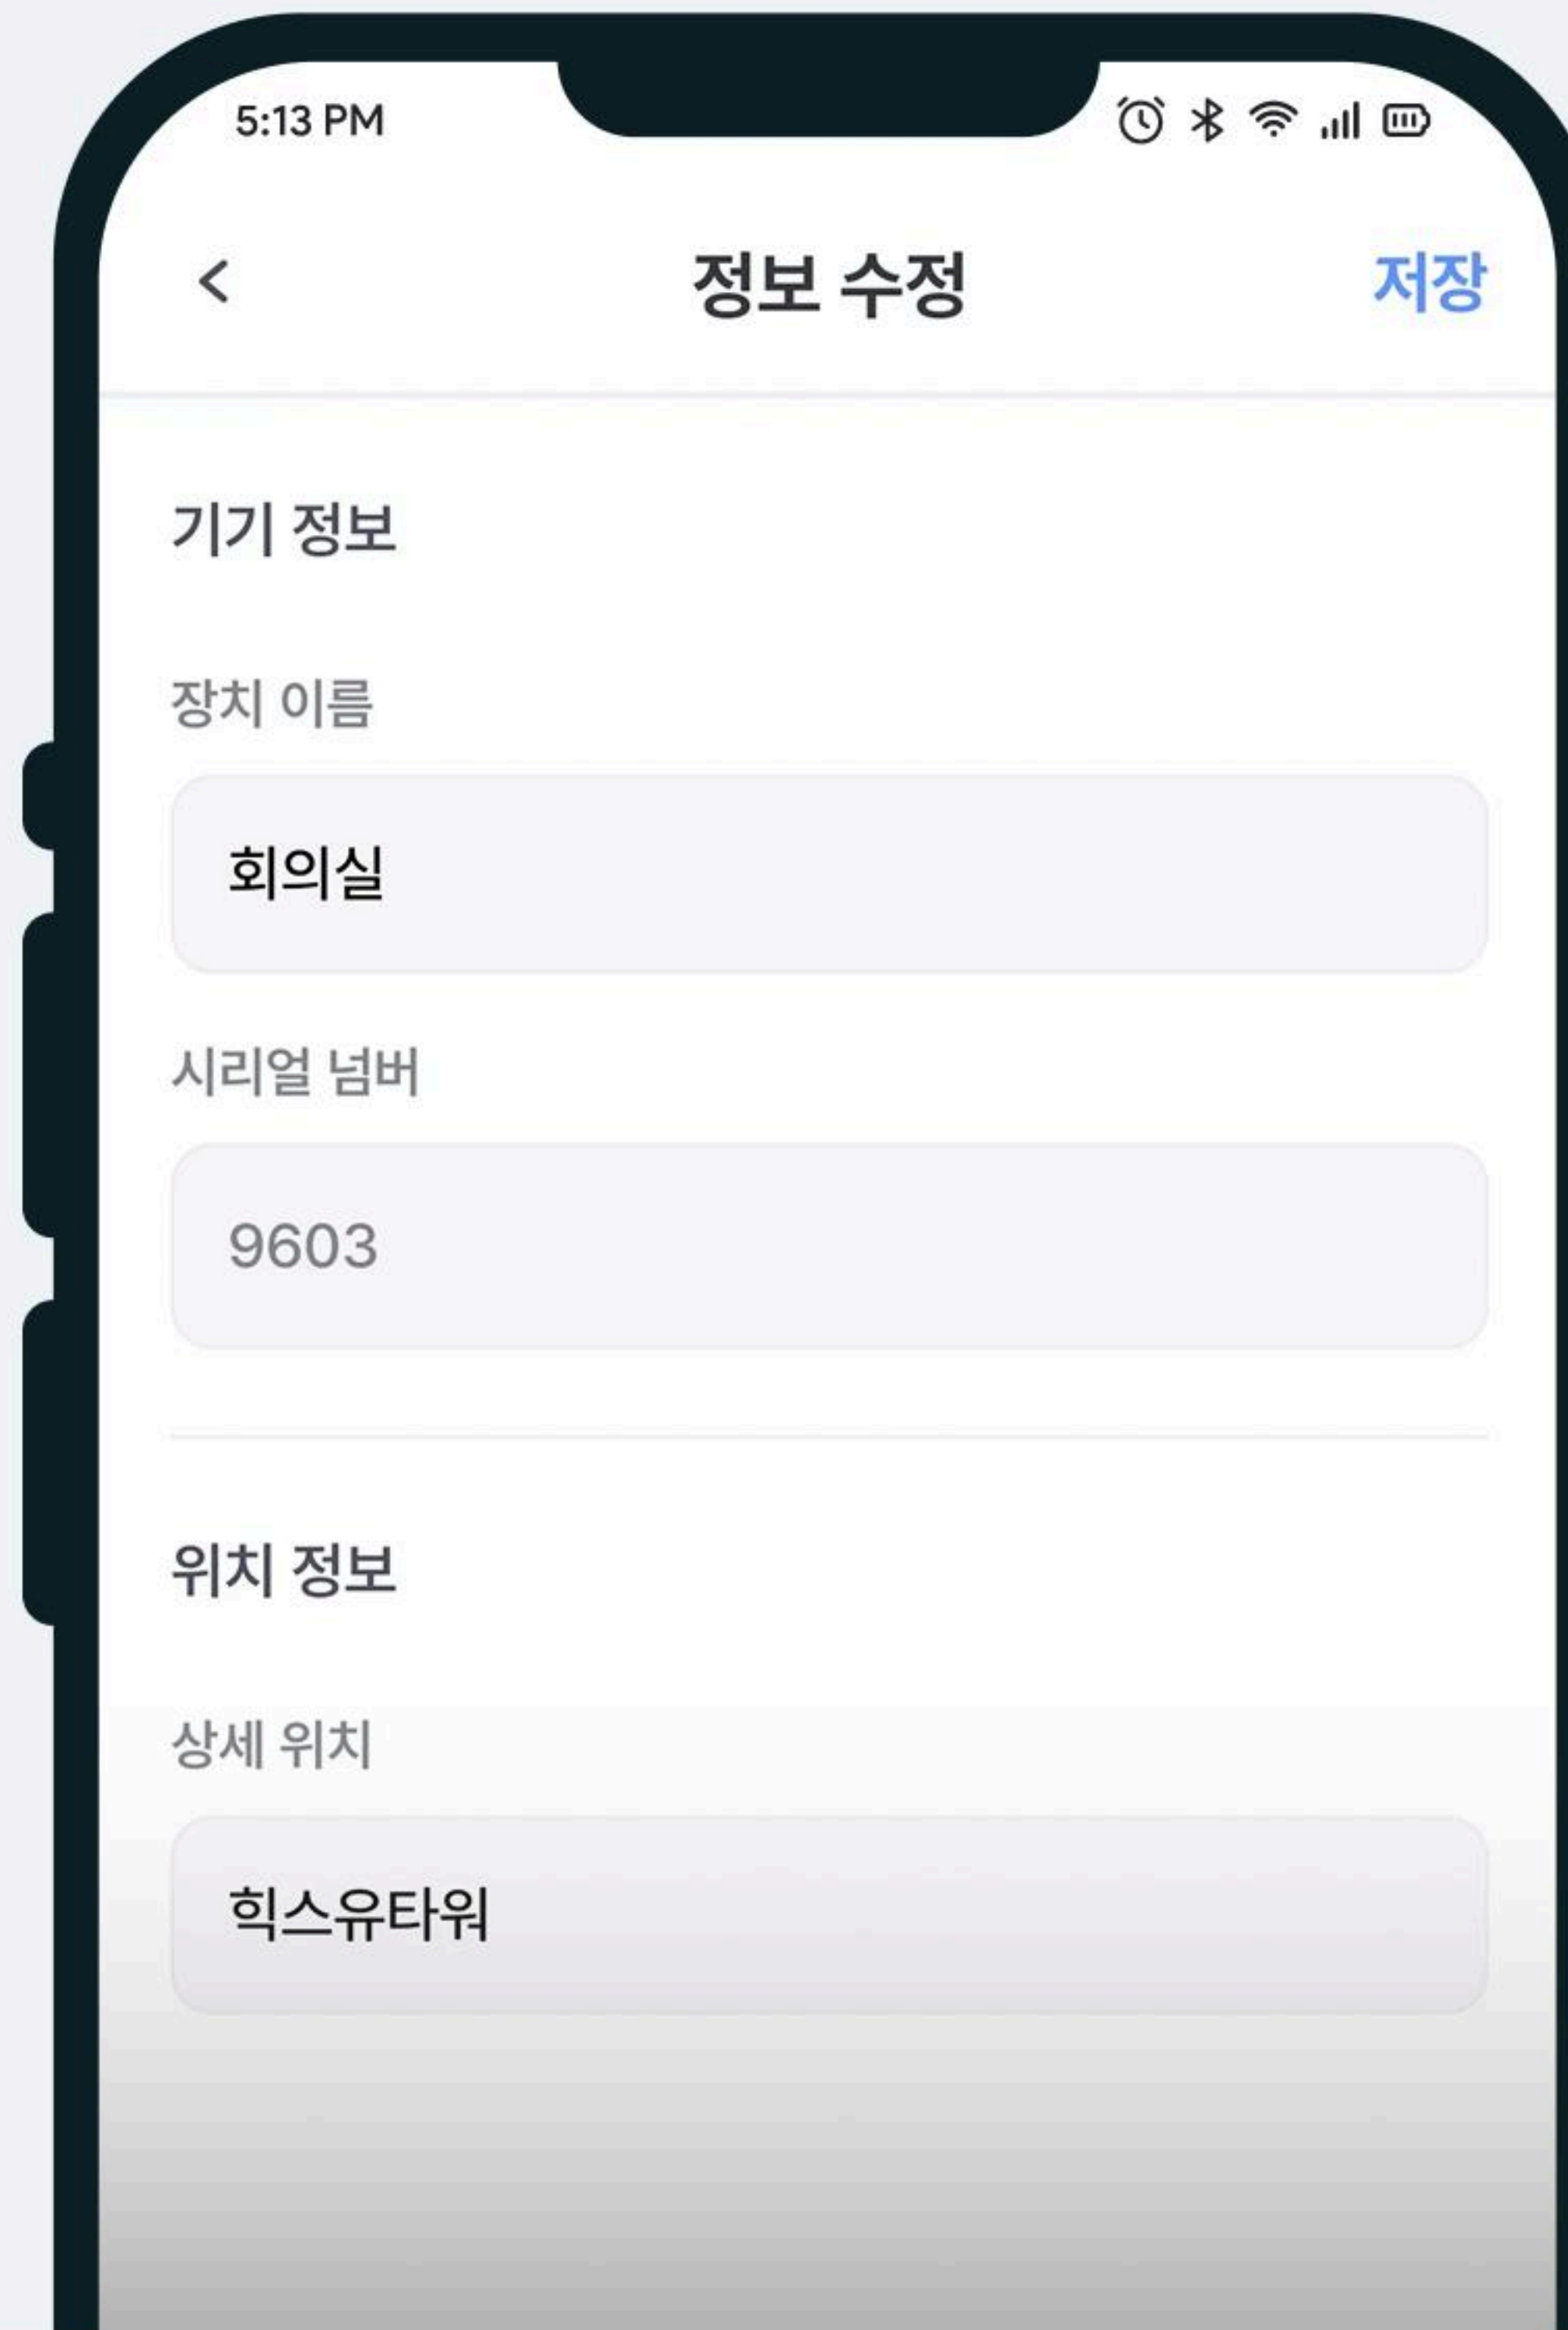 5:13 PM
정보 수정
저장
기기 정보
장치 이름
회의실
시리얼 넘버
9603
위치 정보
상세 위치
힉스유타워